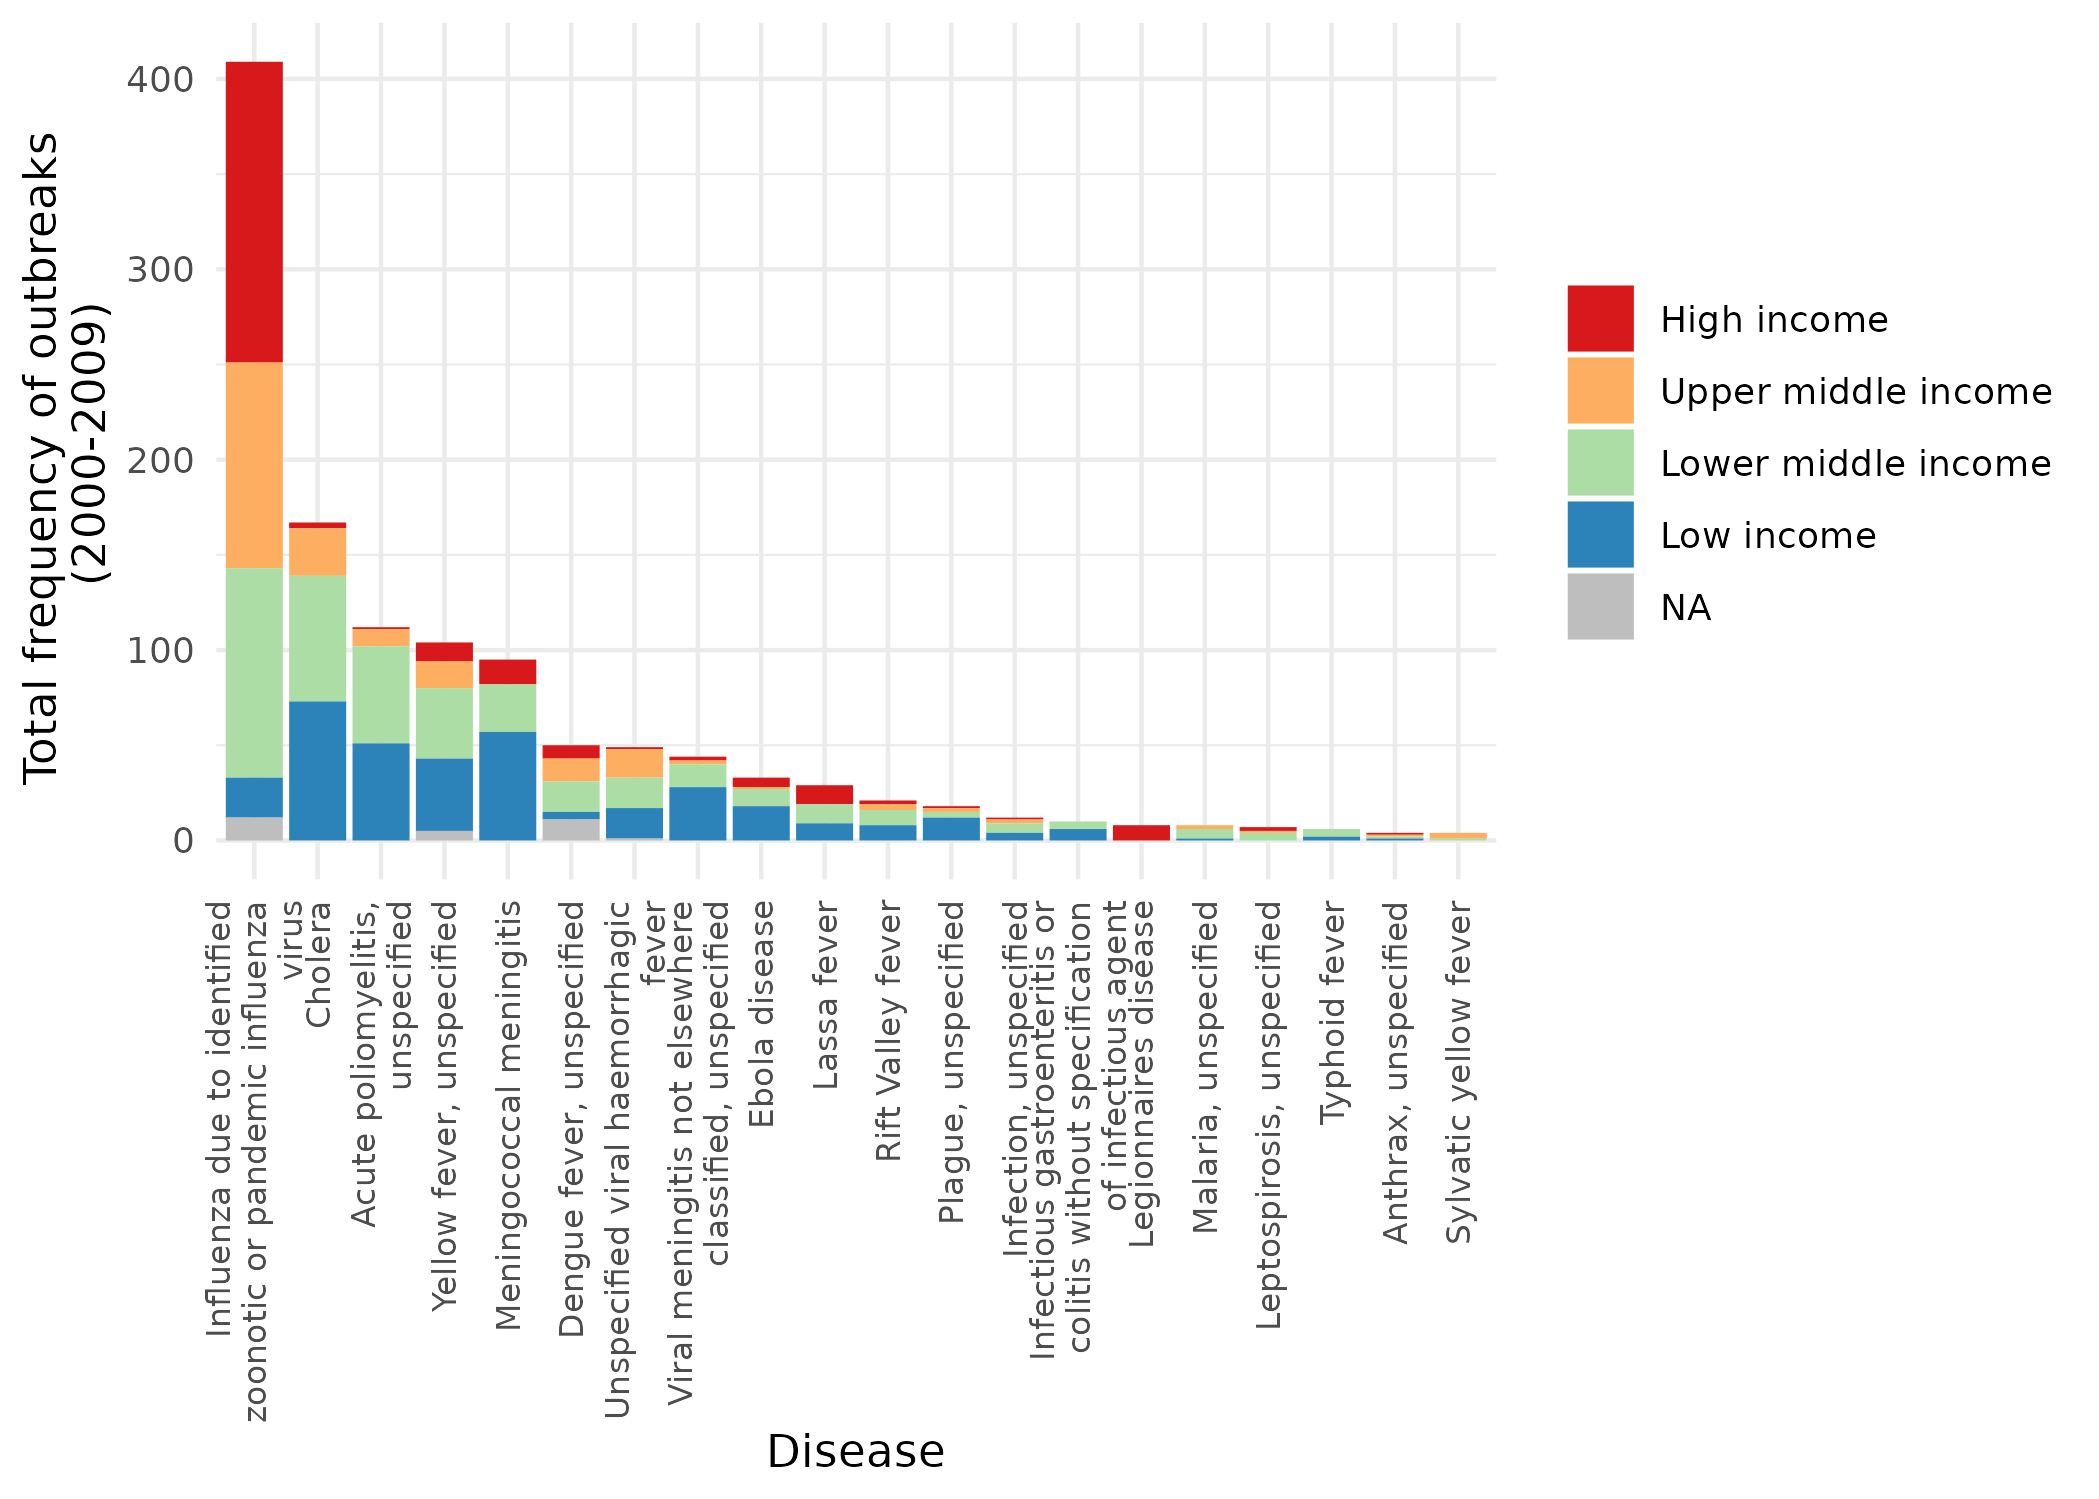 Total frequency of outbreaks
(2000-2009)
400
300
200
100
0
Influenza due to identified
zoonotic or pandemic influenza
virus
Cholera
Acute poliomyelitis,
unspecified
Yellow fever, unspecified
Meningococcal meningitis
Dengue fever, unspecified
Unspecified viral haemorrhagic
fever
Viral meningitis not elsewhere
classified, unspecified
Ebola disease
Lassa fever
Rift Valley fever
Plague, unspecified
Infection, unspecified
Infectious gastroenteritis or
colitis without specification
of infectious agent
Legionnaires disease
Malaria, unspecified
Leptospirosis, unspecified
Typhoid fever
Anthrax, unspecified
Sylvatic yellow fever
Disease
High income
Upper middle income
Lower middle income
Low income
NA